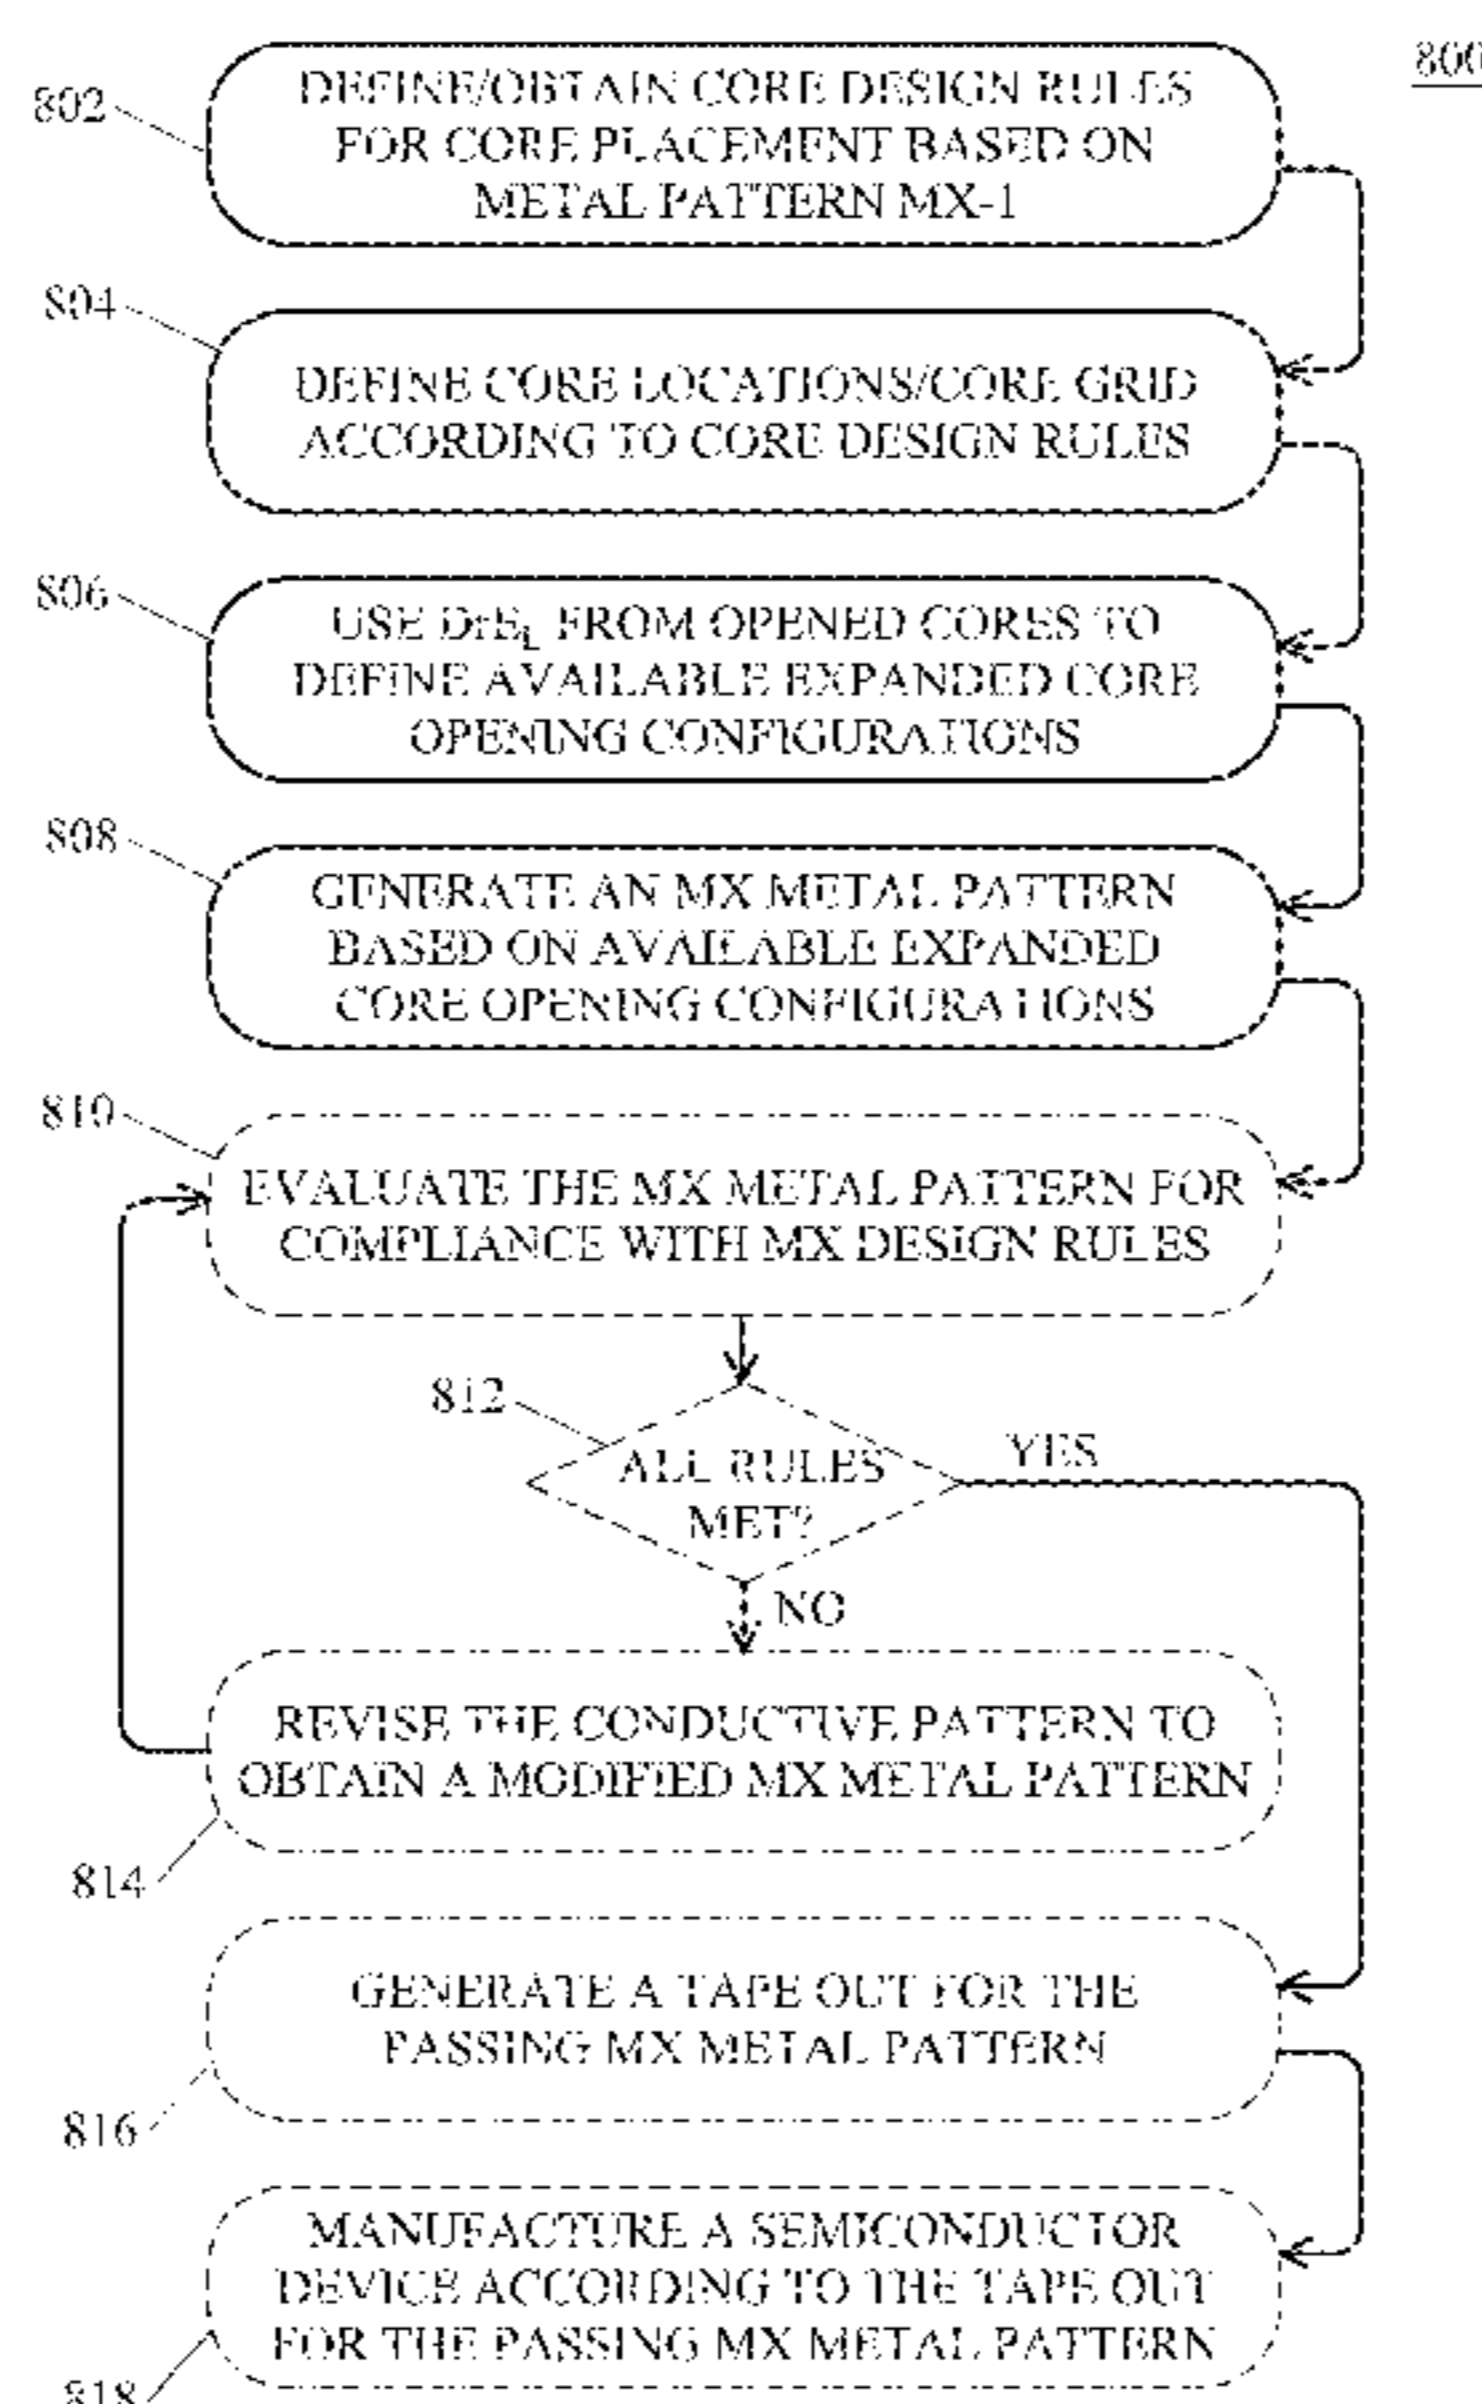 800
802
DEFINE/OBTAIN CORE DESIGN RULES
FOR CORE PLACEMENT BASED ON
METAL PATTERN MX-1
804
DEFINE CORE LOCATIONS/CORE GRID
ACCORDING TO CORE DESIGN RULES
806
USE DrE_L FROM OPENED CORES TO
DEFINE AVAILABLE EXPANDED CORE
OPENING CONFIGURATIONS
808
GENERATE AN MX METAL PATTERN
BASED ON AVAILABLE EXPANDED
CORE OPENING CONFIGURATIONS
810
EVALUATE THE MX METAL PATTERN FOR
COMPLIANCE WITH MX DESIGN RULES
812
ALL RULES
MET?
YES
NO
REVISE THE CONDUCTIVE PATTERN TO
OBTAIN A MODIFIED MX METAL PATTERN
814
GENERATE A TAPE OUT FOR THE
PASSING MX METAL PATTERN
816
MANUFACTURE A SEMICONDUCTOR
DEVICE ACCORDING TO THE TAPE OUT
FOR THE PASSING MX METAL PATTERN
818